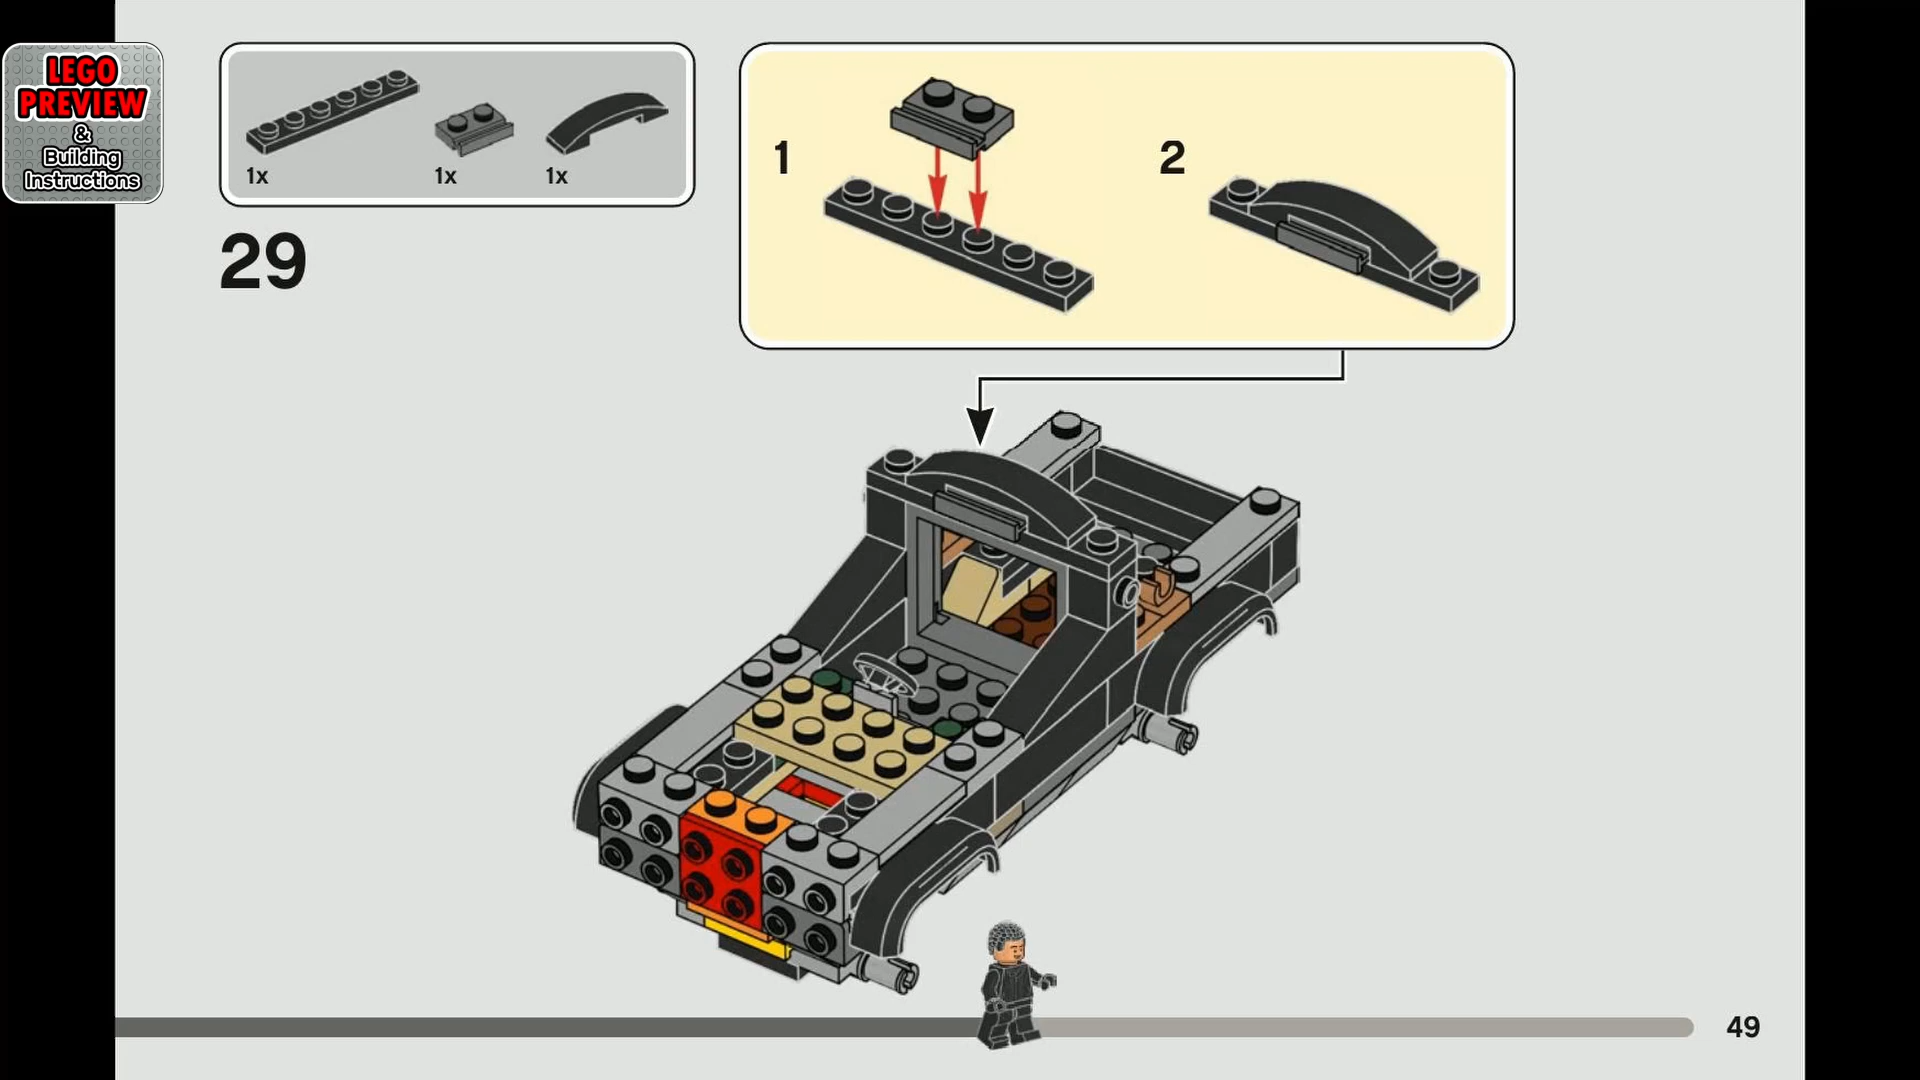 LEGO
PREVIEW
&
Building
Instructions
1x
1x
1x
29
1
2
49